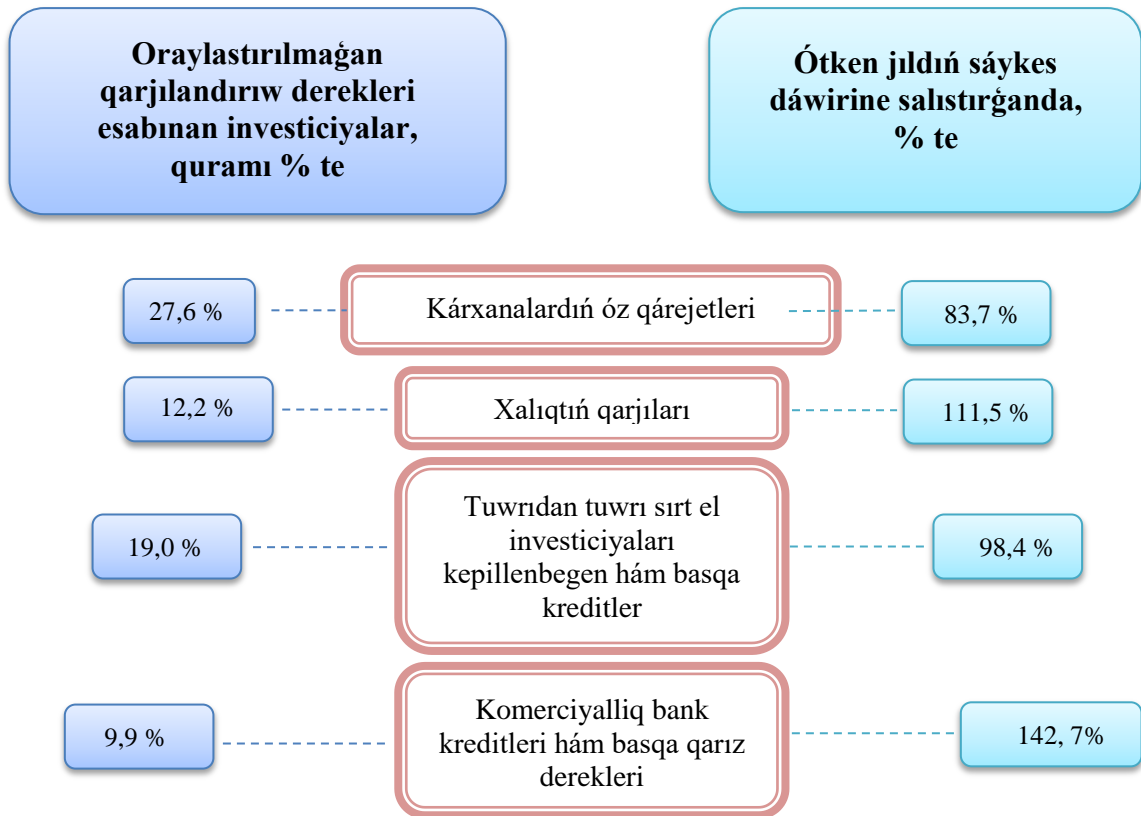 Oraylastırılmaǵan
qarjılandırıw derekleri
esabınan investiciyalar,
quramı % te
Ótken jıldıń sáykes
dáwirine salıstırǵanda,
% te
27,6 %
Kárxanalardıń óz qárejetleri
83,7 %
12,2 %
Xalıqtıń qarjıları
111,5 %
19,0 %
Tuwrıdan tuwrı sırt el
investiciyaları
kepillenbegen hám basqa
kreditler
98,4 %
9,9 %
Komerciyalliq bank
kreditleri hám basqa qarız
derekleri
142, 7%